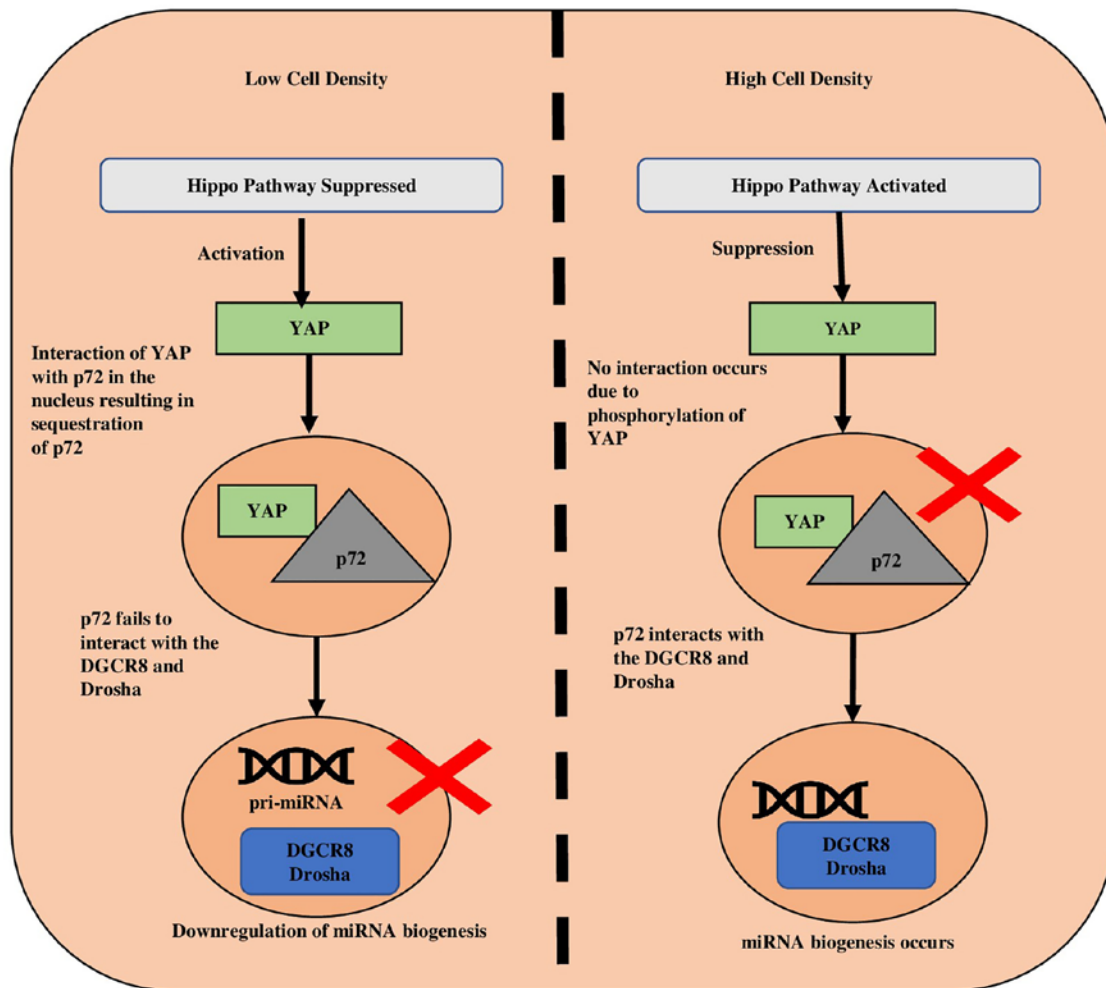 Low Cell Density
Hippo Pathway Suppressed
Activation
YAP
Interaction of YAP
with p72 in the
nucleus resulting in
sequestration
of p72
YAP
p72
p72 fails to
interact with the
DGCR8 and
Drosha
pri-miRNA
DGCR8
Drosha
Downregulation of miRNA biogenesis
High Cell Density
Hippo Pathway Activated
Suppression
YAP
No interaction occurs
due to
phosphorylation of
YAP
YAP
p72
p72 interacts with
the DGCR8 and
Drosha
DGCR8
Drosha
miRNA biogenesis occurs